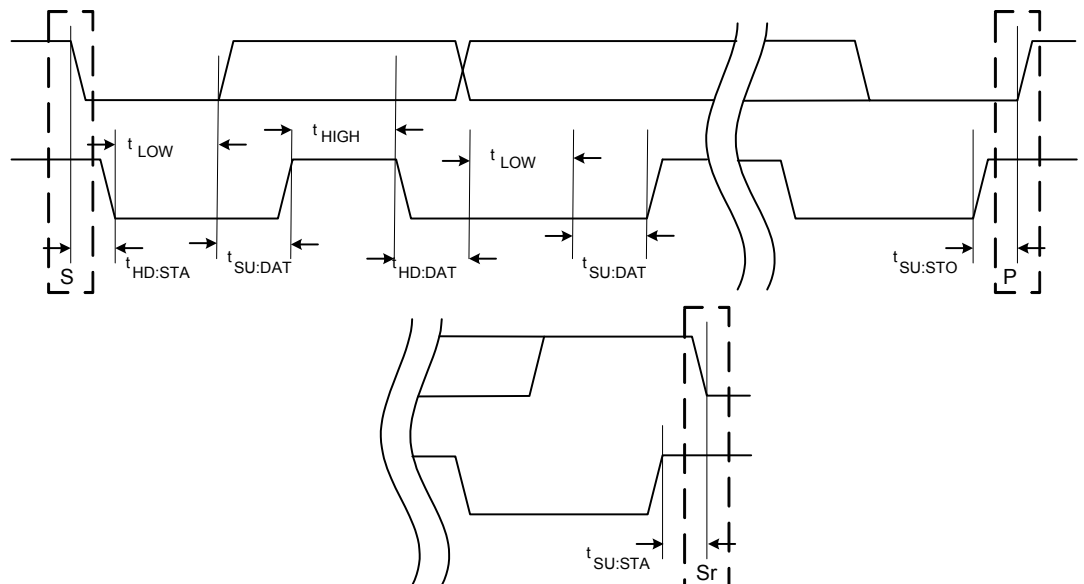 t HIGH
t LOW
t LOW
t HD:STA
t SU:DAT
t HD:DAT
t SU:DAT
t SU:STO
S
P
t SU:STA
Sr